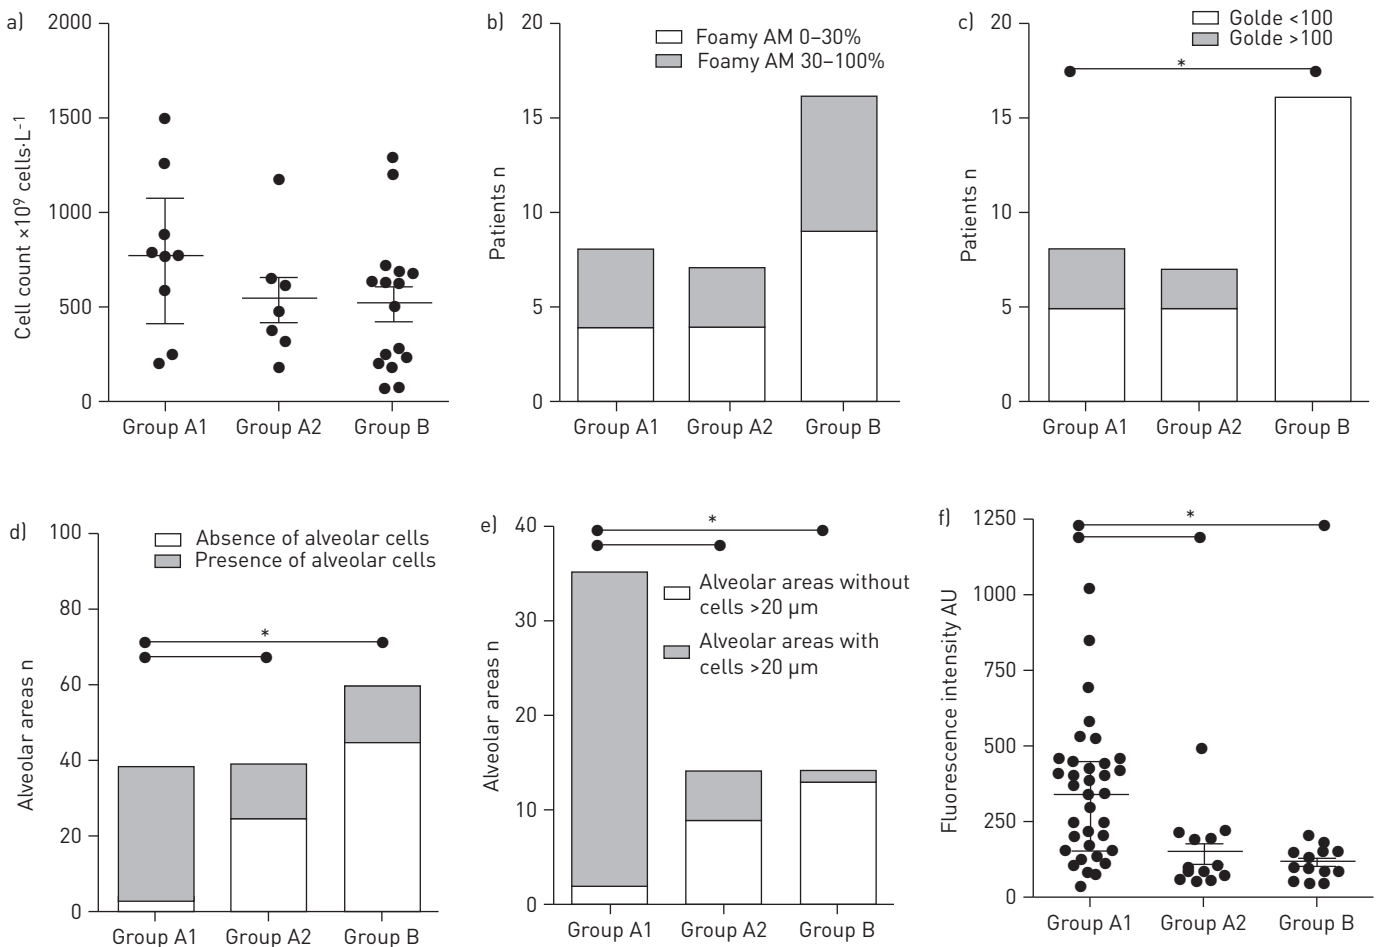 a)
2000
1500
1000
500
0
Cell count ×10⁹ cells·L⁻¹
Group A1
Group A2
Group B
b)
20
15
10
5
0
Patients n
Foamy AM 0–30%
Foamy AM 30–100%
Group A1
Group A2
Group B
c)
20
15
10
5
0
Patients n
Golde <100
Golde >100
*
Group A1
Group A2
Group B
d)
100
80
60
40
20
0
Alveolar areas n
Absence of alveolar cells
Presence of alveolar cells
*
Group A1
Group A2
Group B
e)
40
30
20
10
0
Alveolar areas n
*
Alveolar areas without
cells >20 µm
Alveolar areas with
cells >20 µm
Group A1
Group A2
Group B
f)
1250
1000
750
500
250
0
Fluorescence intensity AU
*
Group A1
Group A2
Group B